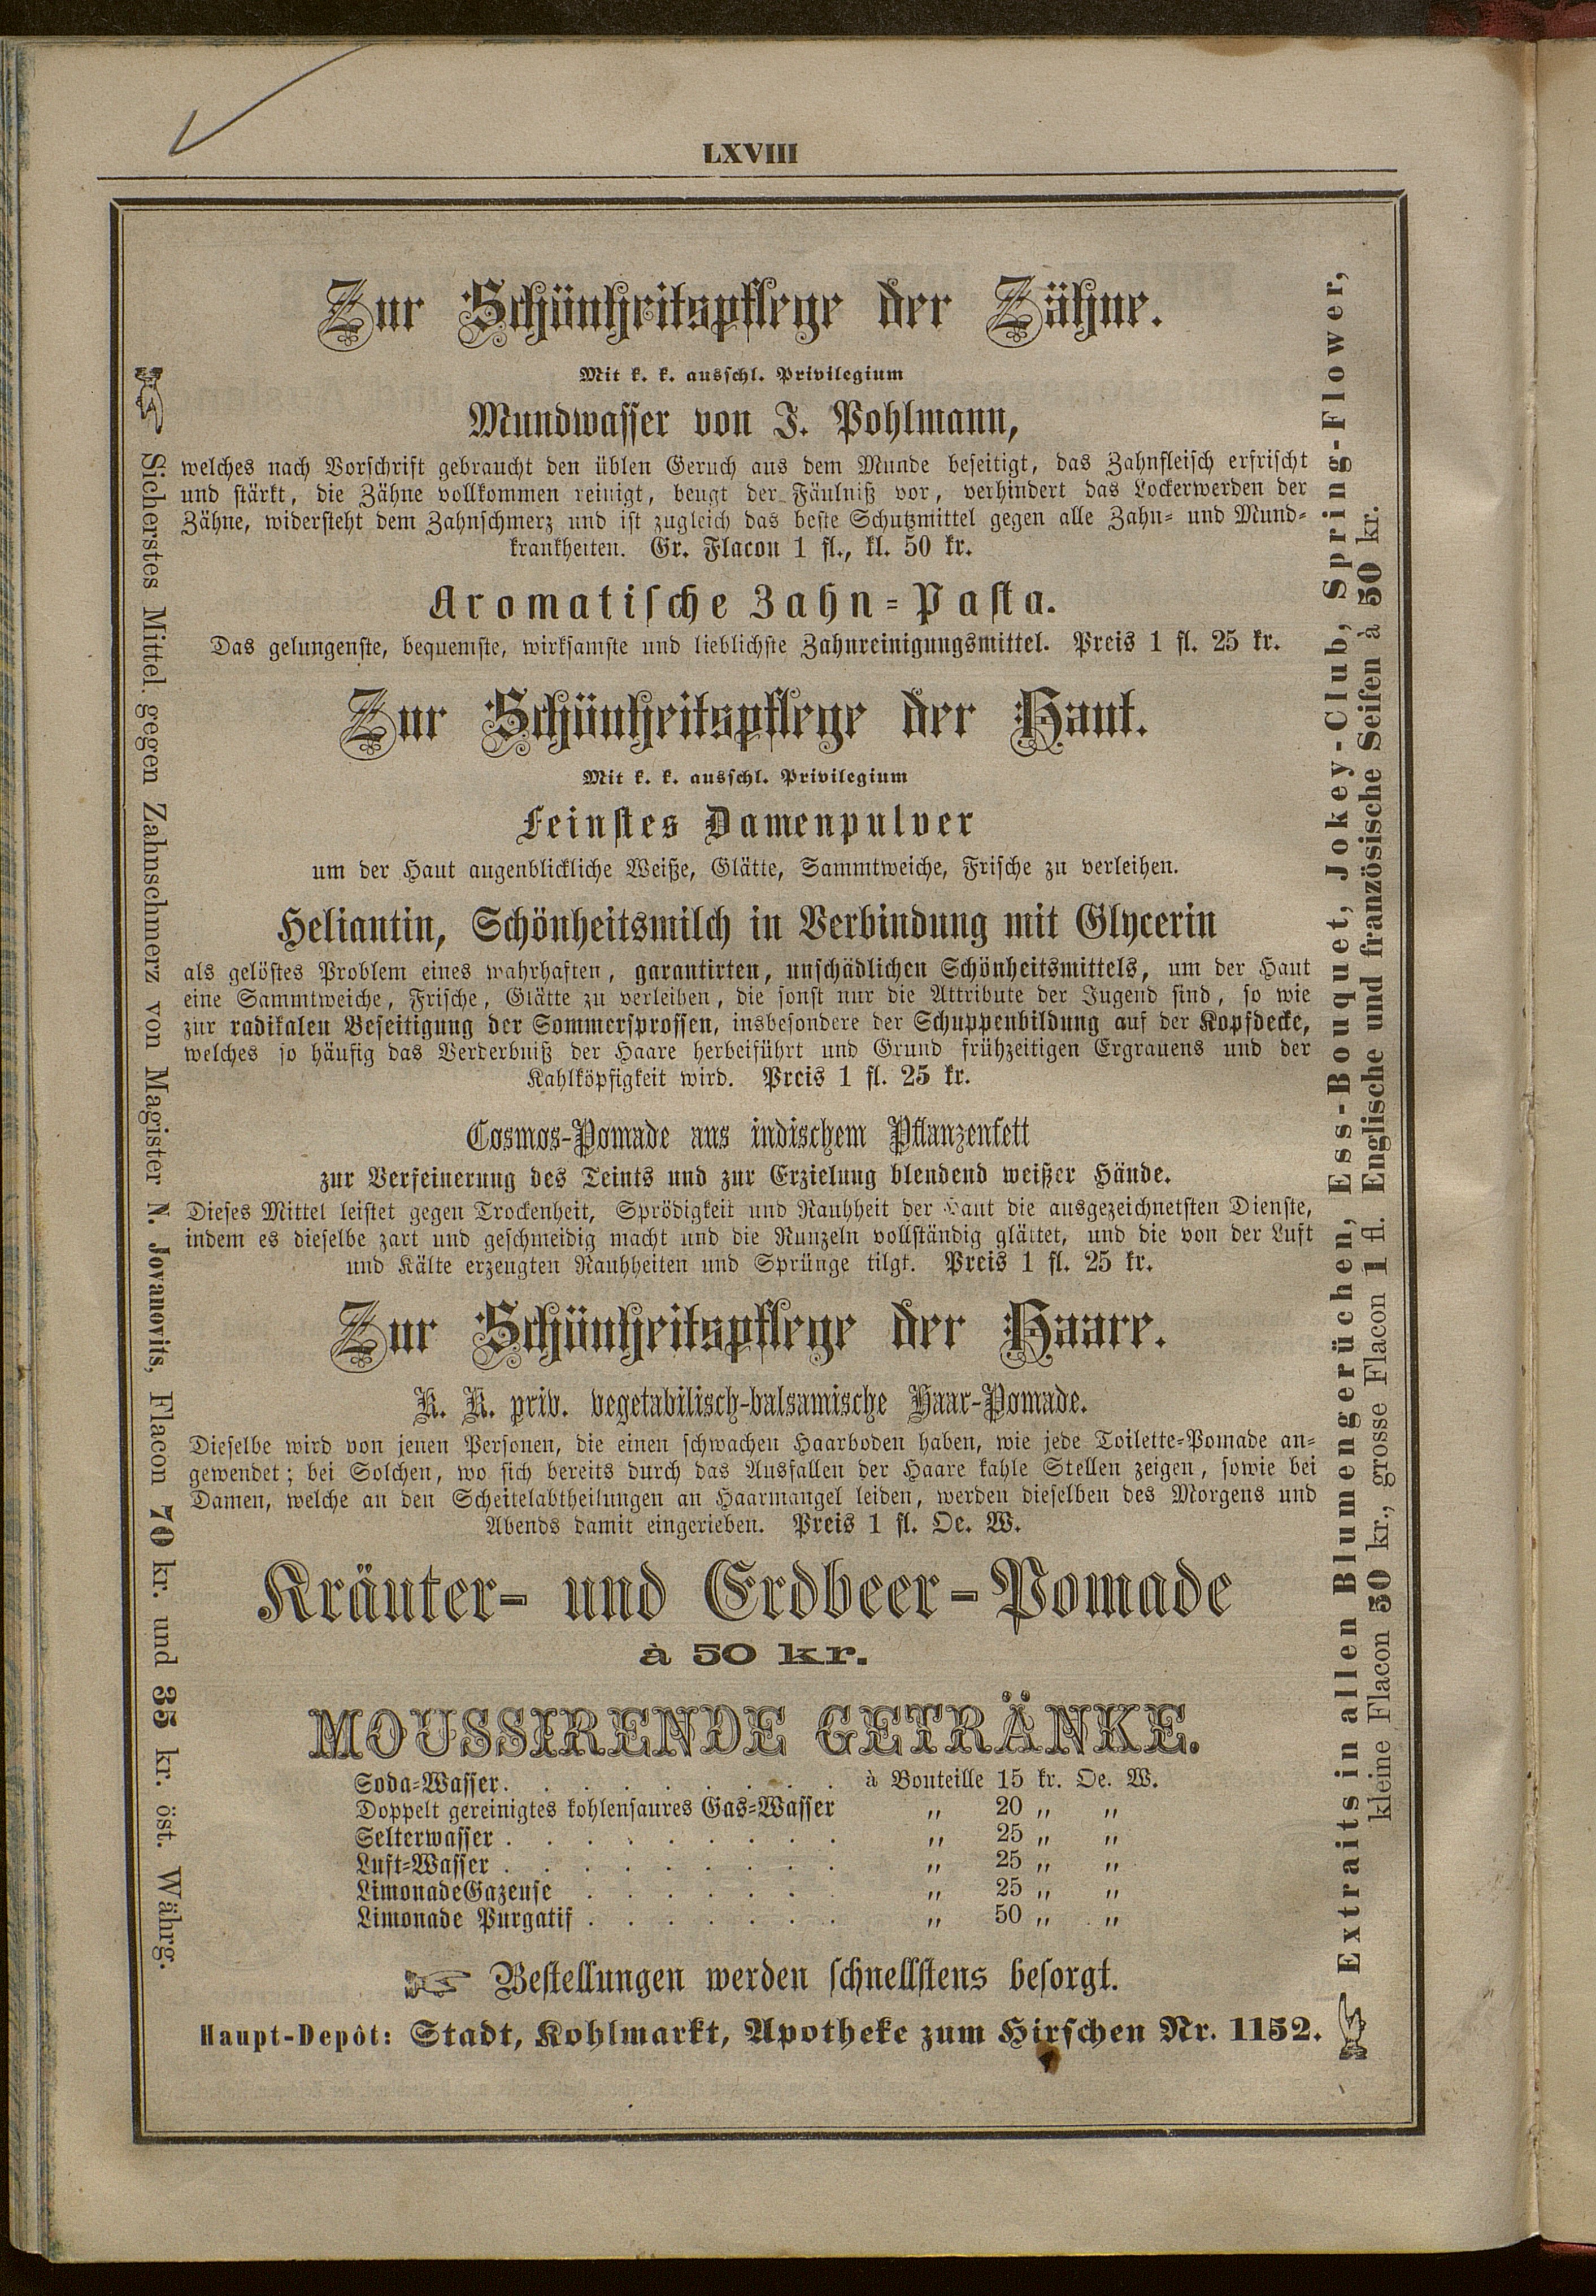 LXVIII
Zur Schönheitspflege der Zähne.
Mit k. k. ausschl. Privilegium
Mundwasser von J. Pohlmann,
welches nach Vorschrift gebraucht den üblen Geruch aus dem Munde beseitigt, das Zahnfleisch erfrischt
und stärkt, die Zähne vollkommen reinigt, beugt der Fäulniß vor, verhindert das Lockerwerden der
Zähne, widersteht dem Zahnschmerz und ist zugleich das beste Schutzmittel gegen alle Zahn- und Mund-
krankheiten. Gr. Flacon 1 fl., kl. 50 kr.
Aromatische Zahn-Pasta.
Das gelungenste, bequemste, wirksamste und lieblichste Zahnreinigungsmittel. Preis 1 fl. 25 kr.
Zur Schönheitspflege der Haut.
Mit k. k. ausschl. Privilegium
Feinstes Damenpulver
um der Haut augenblickliche Weiße, Glätte, Sammtweiche, Frische zu verleihen.
Heliantin, Schönheitsmilch in Verbindung mit Glycerin
als gelöstes Problem eines wahrhaften, garantirten, unschädlichen Schönheitsmittels, um der Haut
eine Sammtweiche, Frische, Glätte zu verleihen, die sonst nur die Attribute der Jugend sind, so wie
zur radikalen Beseitigung der Sommersprossen, insbesondere der Schuppenbildung auf der Kopfdecke,
welches so häufig das Verderbniß der Haare herbeiführt und Grund frühzeitigen Ergrauens und der
Kahlköpfigkeit wird. Preis 1 fl. 25 kr.
Cosmos-Pomade aus indischem Pflanzenfett
zur Verfeinerung des Teints und zur Erzielung blendend weißer Hände.
Dieses Mittel leistet gegen Trockenheit, Sprödigkeit und Rauhheit der Haut die ausgezeichnetsten Dienste,
indem es dieselbe zart und geschmeidig macht und die Runzeln vollständig glättet, und die von der Luft
und Kälte erzeugten Rauhheiten und Sprünge tilgt. Preis 1 fl. 25 kr.
Zur Schönheitspflege der Haare.
K. K. priv. vegetabilisch-balsamische Haar-Pomade.
Dieselbe wird von jenen Personen, die einen schwachen Haarboden haben, wie jede Toilette-Pomade an-
gewendet; bei Solchen, wo sich bereits durch das Ausfallen der Haare kahle Stellen zeigen, sowie bei
Damen, welche an den Scheitelabtheilungen an Haarmangel leiden, werden dieselben des Morgens und
Abends damit eingerieben. Preis 1 fl. Oe. W.
Kräuter- und Erdbeer-Pomade
à 50 kr.
MOUSSIRENDE GETRÄNKE.
Soda-Wasser . . . . . . . . . à Bouteille 15 kr. Oe. W.
Doppelt gereinigtes kohlensaures Gas-Wasser " 20 " "
Selterwasser . . . . . . . . . " 25 " "
Luft-Wasser . . . . . . . . . " 25 " "
LimonadeGazeuse . . . . . . . " 25 " "
Limonade Purgatif . . . . . . . " 50 " "
Bestellungen werden schnellstens besorgt.
Haupt-Depôt: Stadt, Kohlmarkt, Apotheke zum Hirschen Nr. 1152.
Sicherstes Mittel gegen Zahnschmerz von Magister N. Jovanovits, Flacon 70 kr. und 35 kr. öst. Währg.
Extraits in allen Blumengerüchen, Ess-Bouquet, Jokey-Club, Spring-Flower,
kleine Flacon 50 kr., grosse Flacon 1 fl. Englische und französische Seifen à 50 kr.